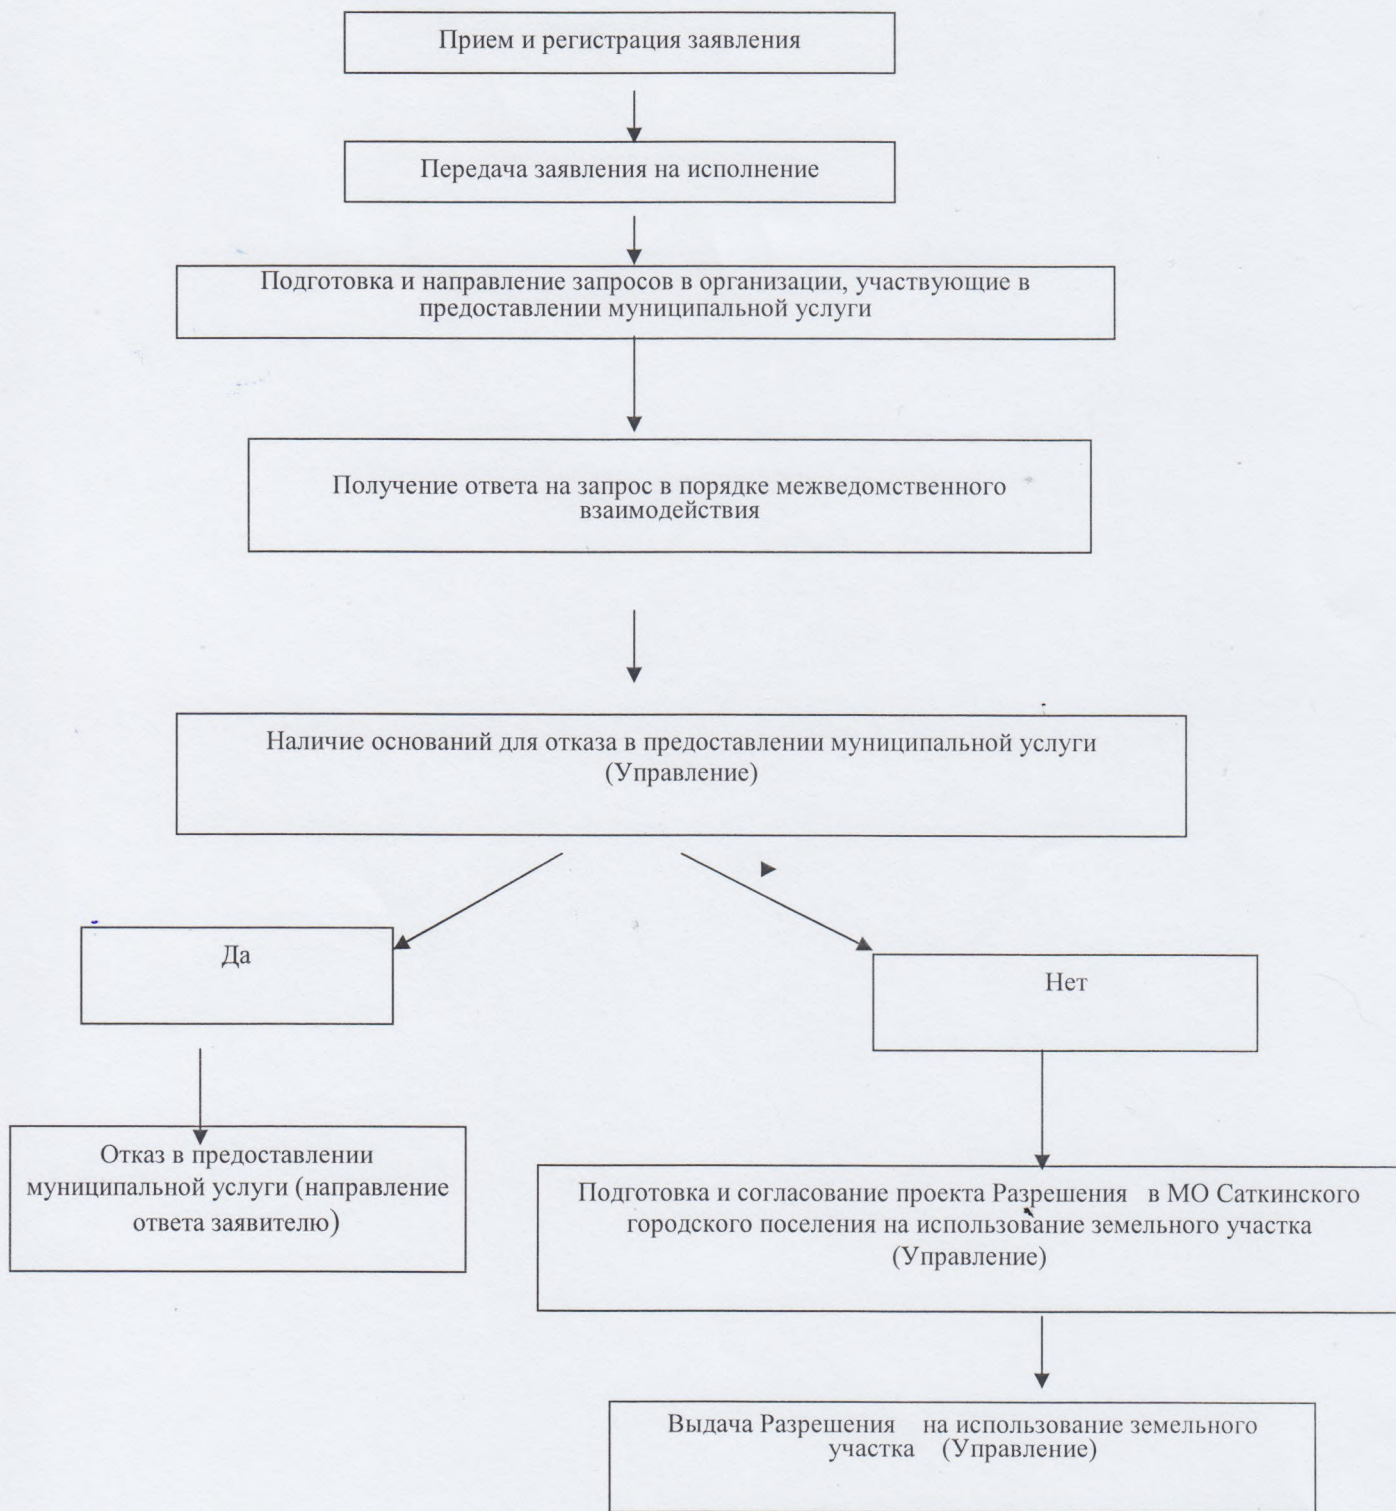 Прием и регистрация заявления
Передача заявления на исполнение
Подготовка и направление запросов в организации, участвующие в
предоставлении муниципальной услуги
Получение ответа на запрос в порядке межведомственного
взаимодействия
Наличие оснований для отказа в предоставлении муниципальной услуги
(Управление)
Да
Нет
Отказ в предоставлении
муниципальной услуги (направление
ответа заявителю)
Подготовка и согласование проекта Разрешения в МО Саткинского
городского поселения на использование земельного участка
(Управление)
Выдача Разрешения на использование земельного
участка (Управление)